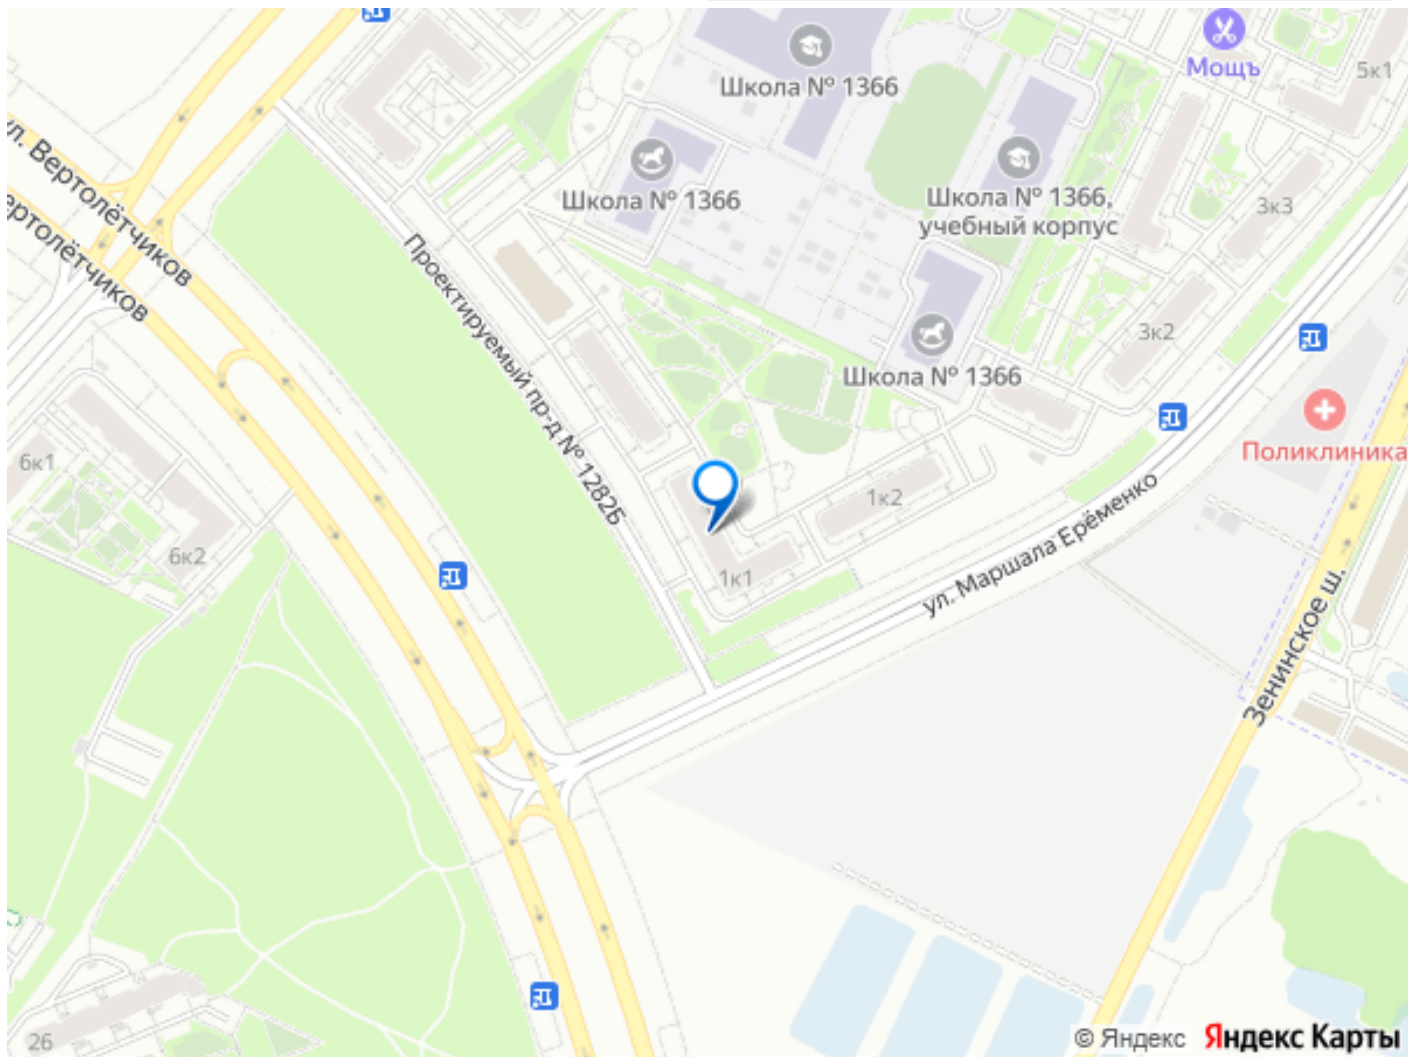 Мощъ
5к1
Школа № 1366
ул. Вертолётчиков
Школа № 1366
Школа № 1366,
учебный корпус
3к3
Вертолётчиков
Проектируемый пр-д № 1282Б
3к2
Школа № 1366
Поликлиника
6к1
1к2
ул. Маршала Ерёменко
6к2
1к1
Зенинское ш.
26
© Яндекс Яндекс Карты